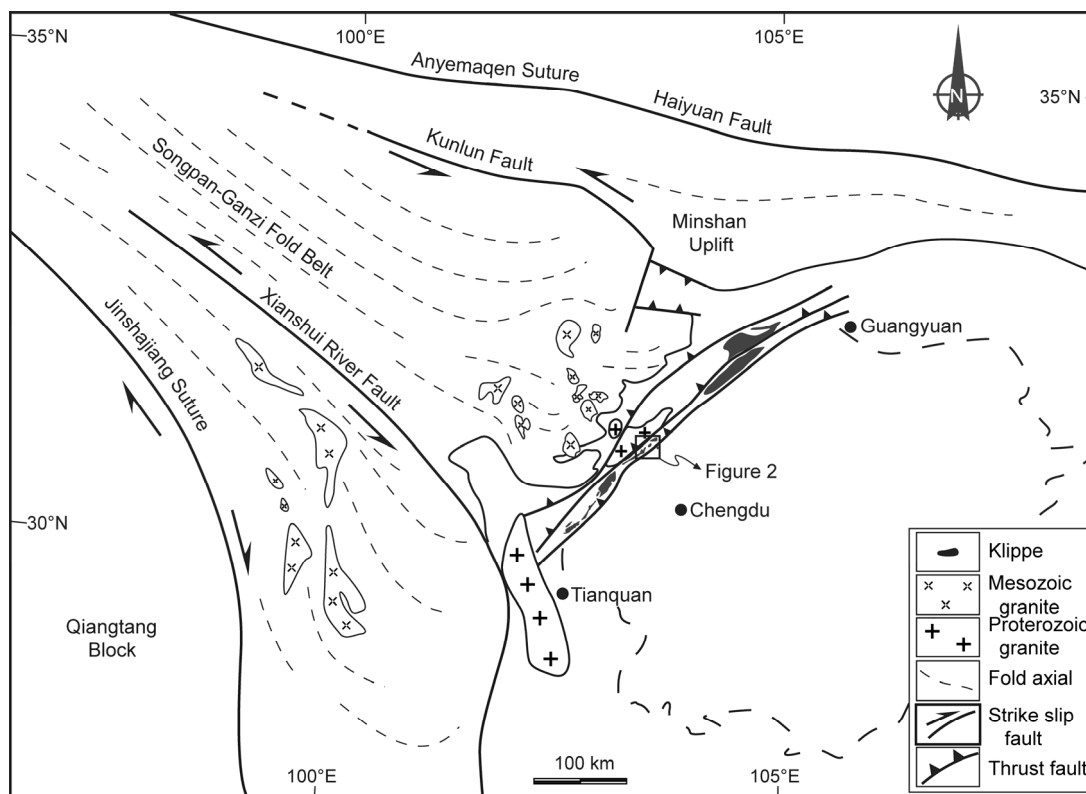 35°N
100°E
105°E
Anyemaqen Suture
Haiyuan Fault
N
35°N
Kunlun Fault
Songpan-Ganzi Fold Belt
Minshan
Uplift
Xianshui River Fault
Jinshajiang Suture
Guangyuan
Figure 2
Chengdu
30°N
Tianquan
Qiangtang
Block
Klippe
Mesozoic
granite
Proterozoic
granite
Fold axial
Strike slip
fault
Thrust fault
100°E
100 km
105°E